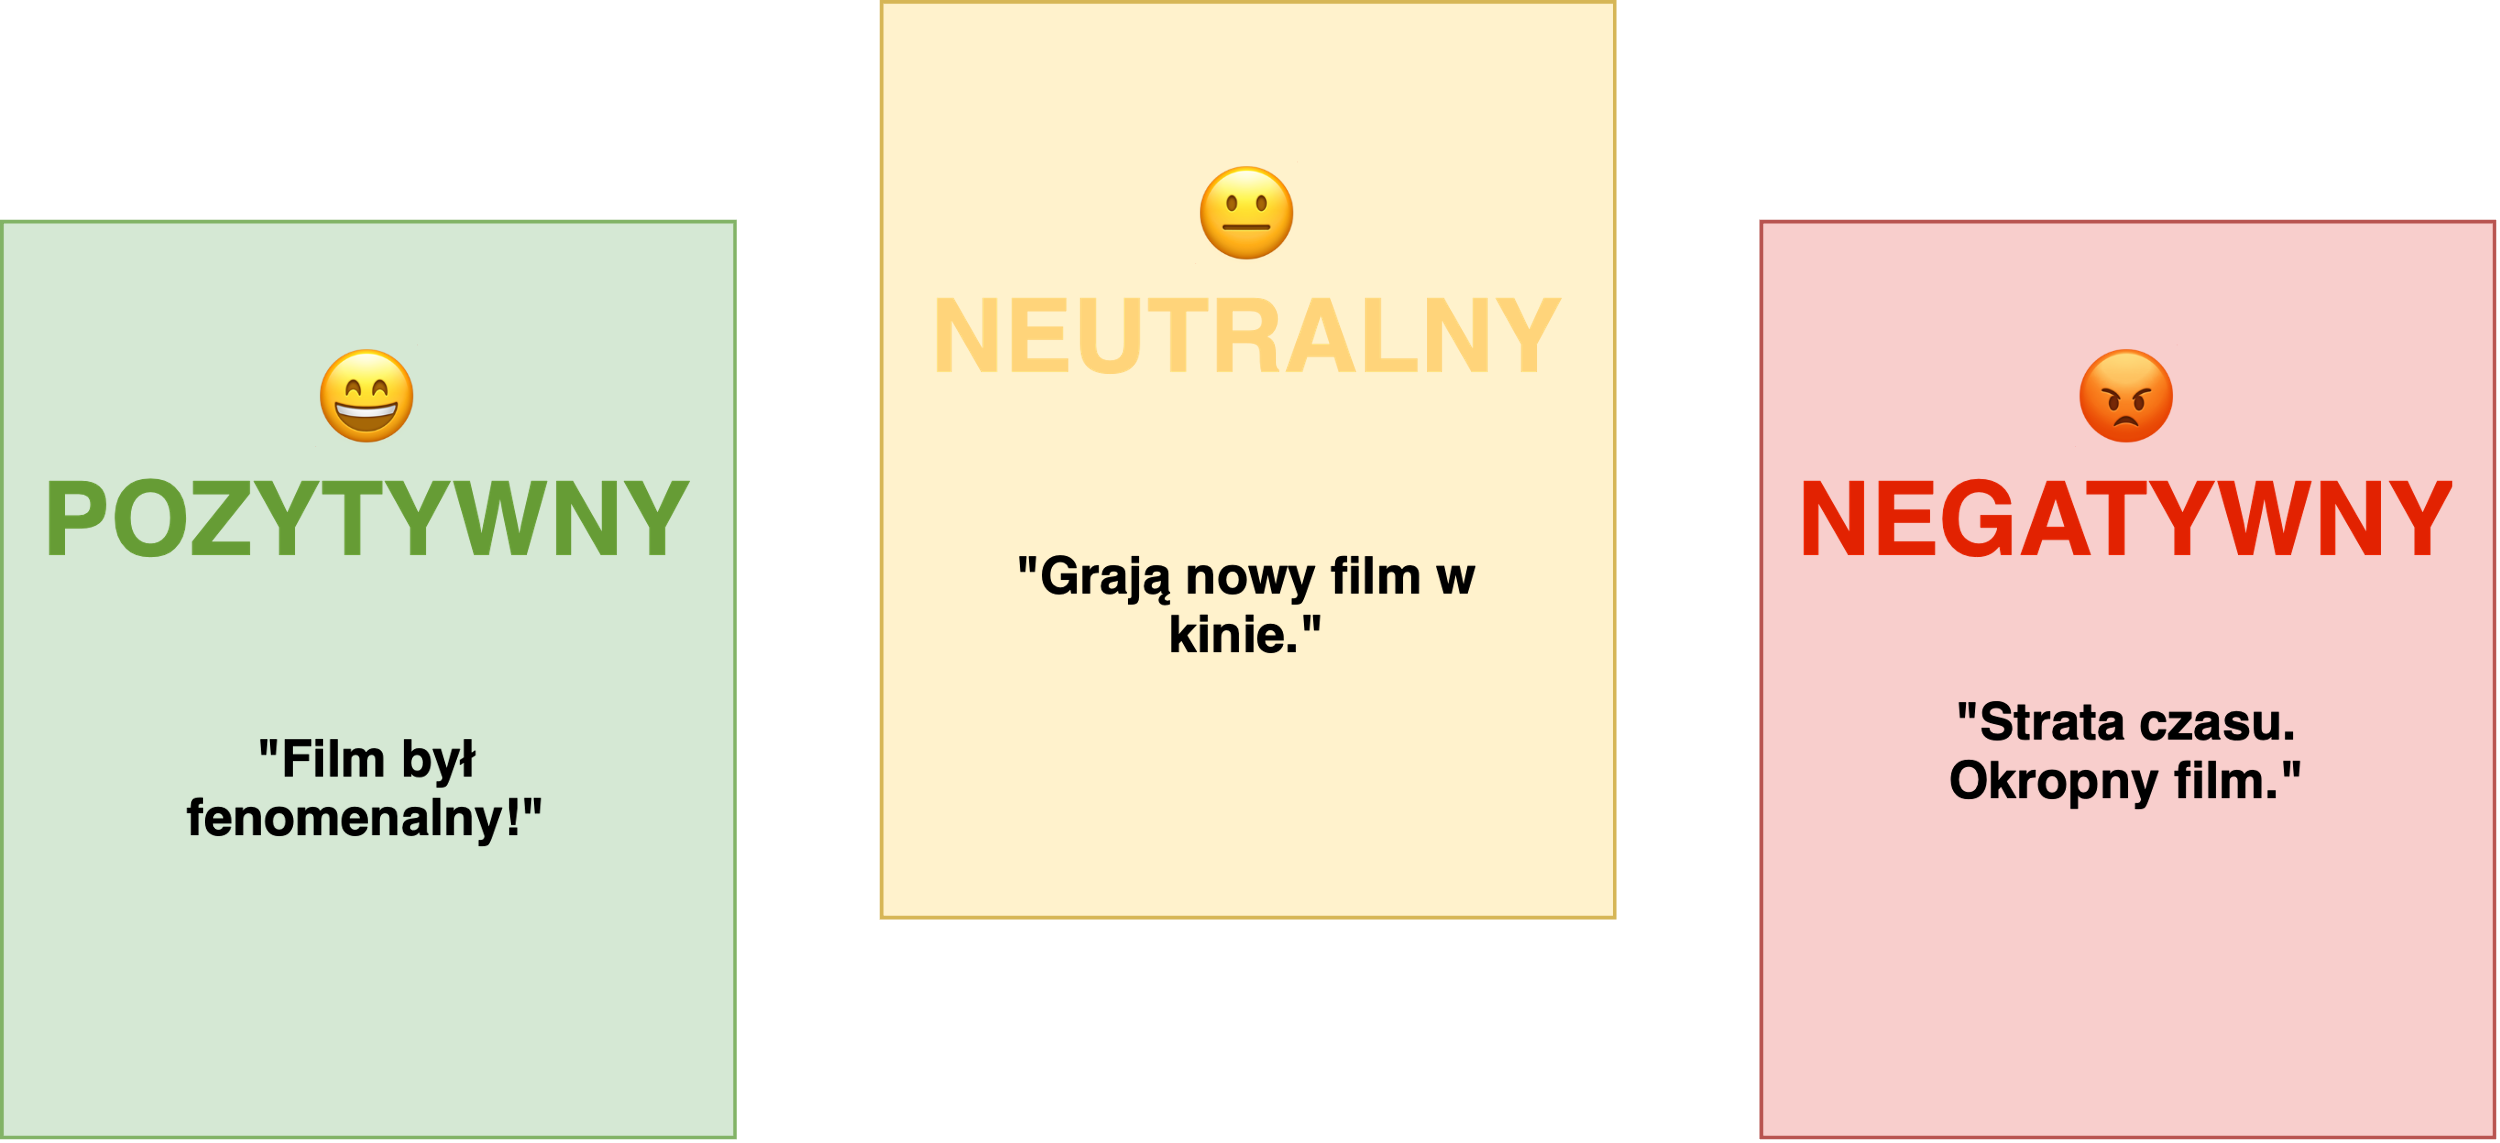 POZYTYWNY
"Film był
fenomenalny!"
NEUTRALNY
"Grają nowy film w
kinie."
NEGATYWNY
"Strata czasu.
Okropny film."